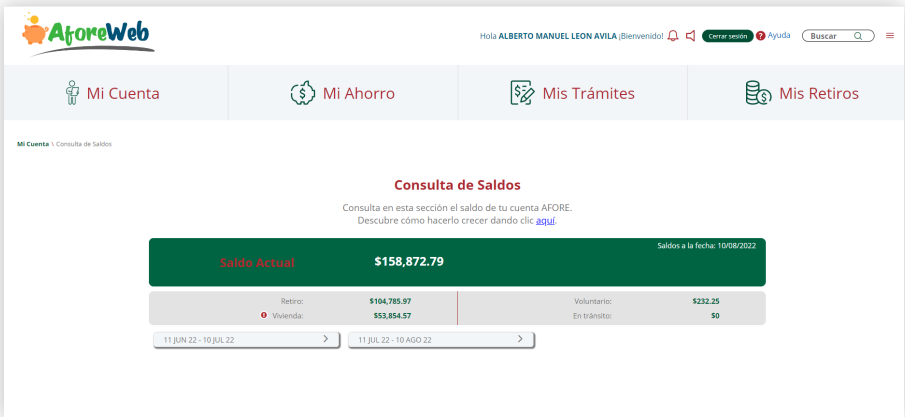 AforeWeb
Hola ALBERTO MANUEL LEON AVILA ¡Bienvenido! Cerrar sesión ? Ayuda Buscar
Mi Cuenta Mi Ahorro Mis Trámites Mis Retiros
Mi Cuenta \ Consulta de Saldos
Consulta de Saldos
Consulta en esta sección el saldo de tu cuenta AFORE.
Descubre cómo hacerlo crecer dando clic aquí.
Saldos a la fecha: 10/08/2022
Saldo Actual $158,872.79
Retiro: $104,785.97 Voluntario: $232.25
Vivienda: $53,854.57 En tránsito: $0
11 JUN 22 - 10 JUL 22 11 JUL 22 - 10 AGO 22